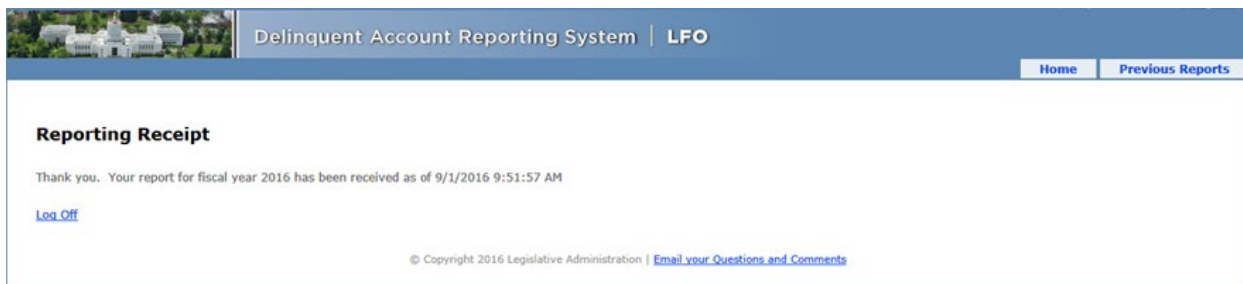 Delinquent Account Reporting System | LFO
Home Previous Reports
Reporting Receipt
Thank you. Your report for fiscal year 2016 has been received as of 9/1/2016 9:51:57 AM
Log Off
© Copyright 2016 Legislative Administration | Email your Questions and Comments